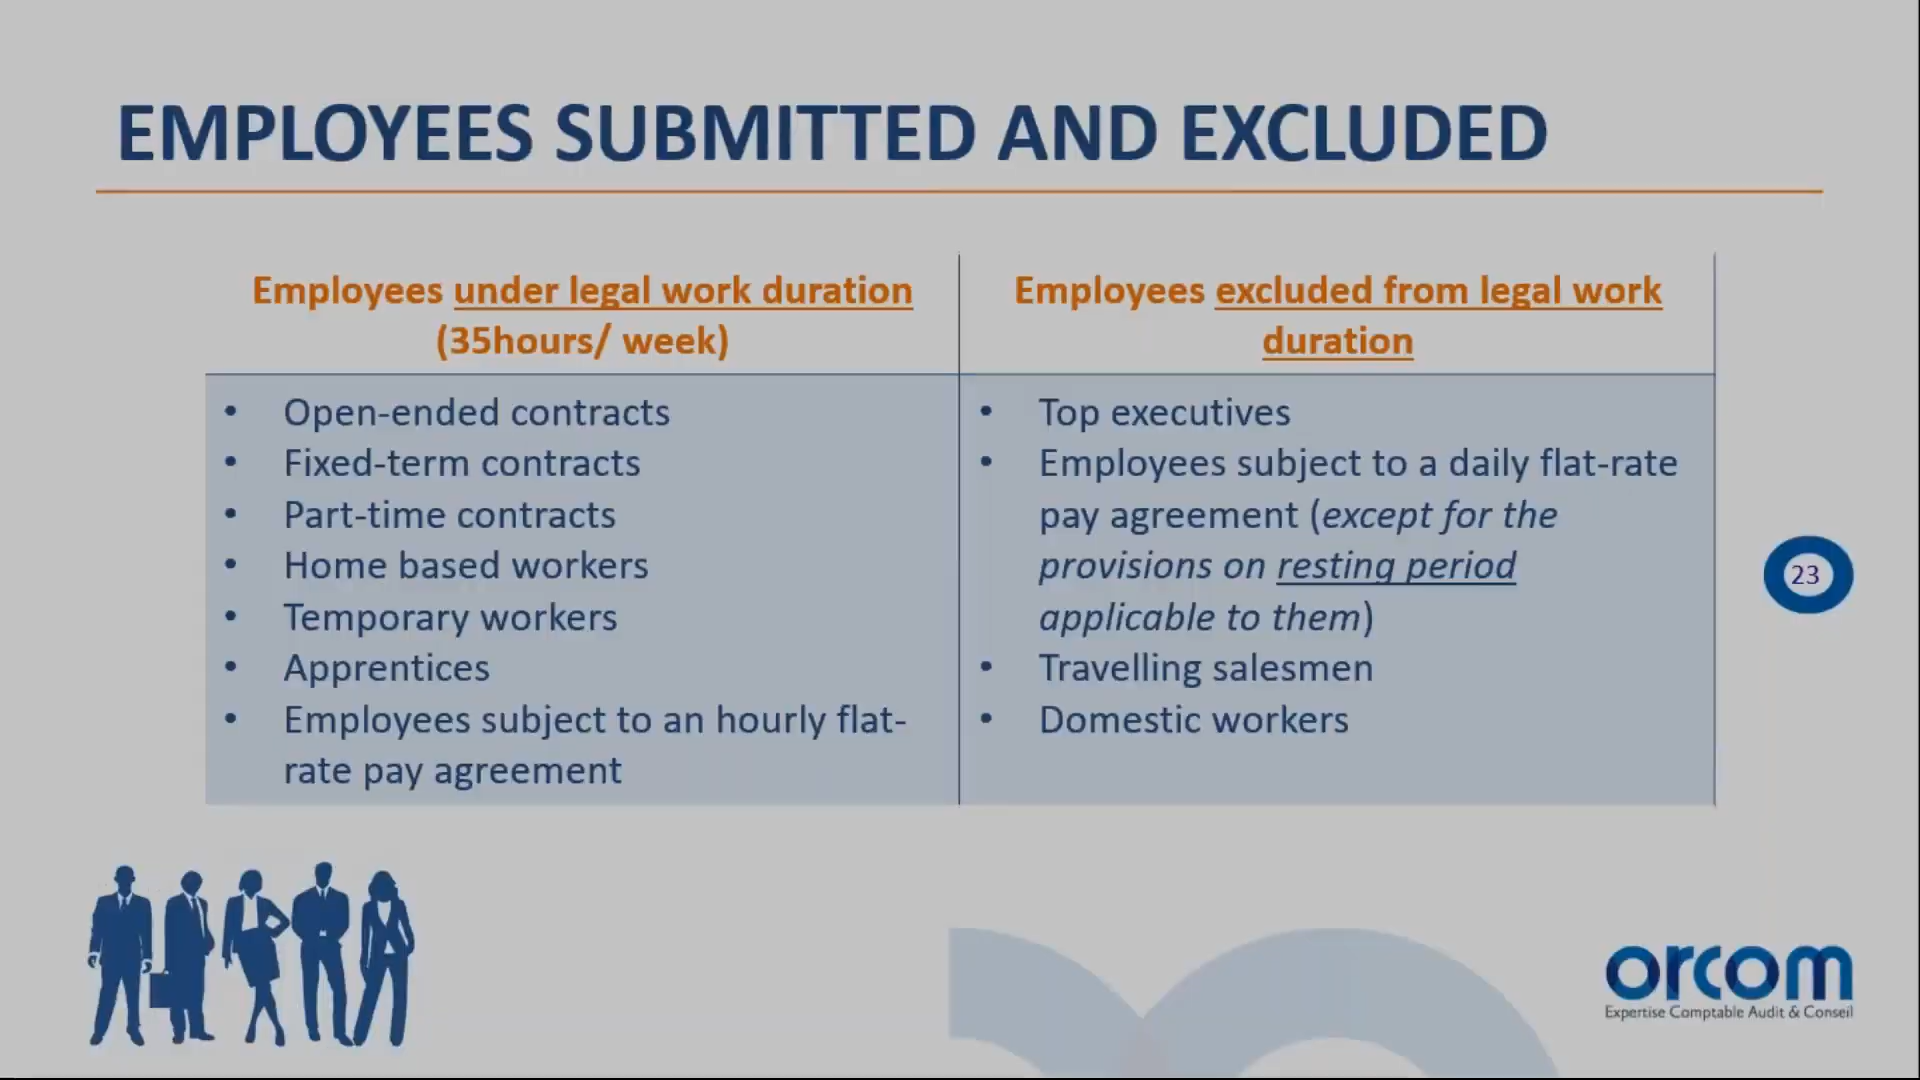 EMPLOYEES SUBMITTED AND EXCLUDED
Employees under legal work duration
(35hours/ week)
• Open-ended contracts
• Fixed-term contracts
• Part-time contracts
• Home based workers
• Temporary workers
• Apprentices
• Employees subject to an hourly flat-
rate pay agreement
Employees excluded from legal work
duration
• Top executives
• Employees subject to a daily flat-rate
pay agreement (except for the
provisions on resting period
applicable to them)
• Travelling salesmen
• Domestic workers
23
orcom
Expertise Comptable Audit & Conseil